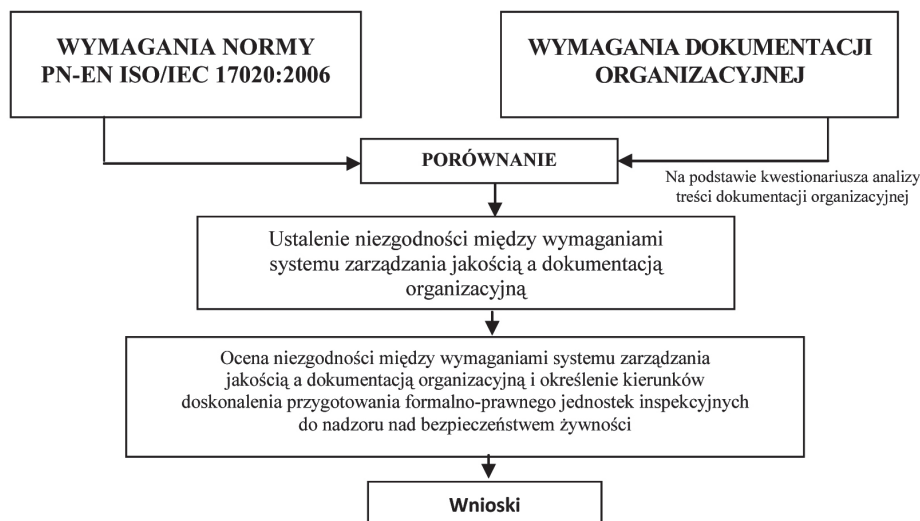 WYMAGANIA NORMY
PN-EN ISO/IEC 17020:2006
WYMAGANIA DOKUMENTACJI
ORGANIZACYJNEJ
PORÓWNANIE
Na podstawie kwestionariusza analizy
treści dokumentacji organizacyjnej
Ustalenie niezgodności między wymaganiami
systemu zarządzania jakością a dokumentacją
organizacyjną
Ocena niezgodności między wymaganiami systemu zarządzania
jakością a dokumentacją organizacyjną i określenie kierunków
doskonalenia przygotowania formalno-prawnego jednostek inspekcyjnych
do nadzoru nad bezpieczeństwem żywności
Wnioski